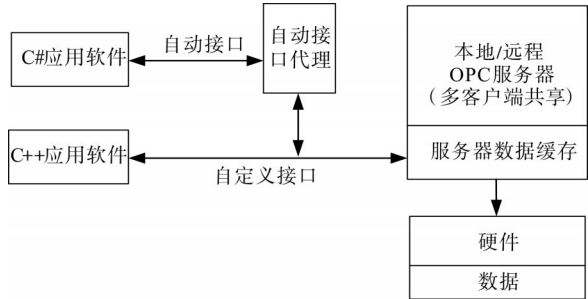 C#应用软件
自动接口
自动接
口代理
本地/远程
OPC服务器
(多客户端共享)
C++应用软件
自定义接口
服务器数据缓存
硬件
数据